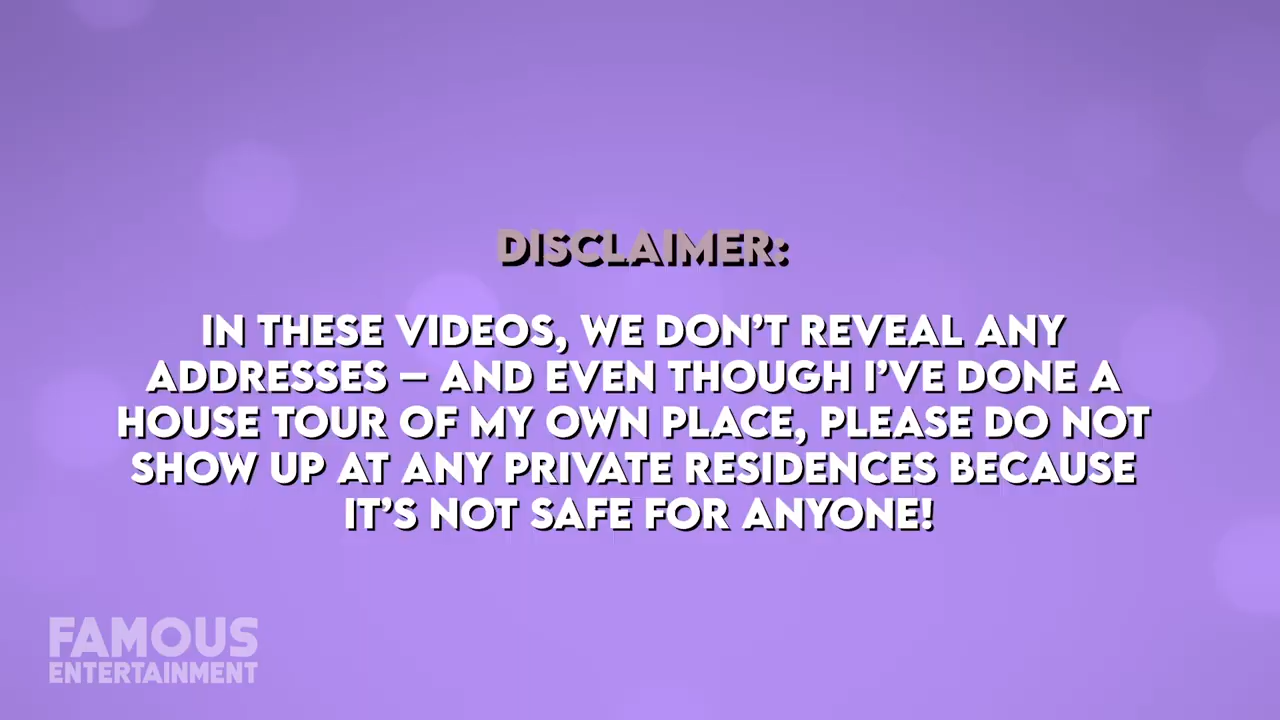 DISCLAIMER:
IN THESE VIDEOS, WE DON'T REVEAL ANY
ADDRESSES – AND EVEN THOUGH I'VE DONE A
HOUSE TOUR OF MY OWN PLACE, PLEASE DO NOT
SHOW UP AT ANY PRIVATE RESIDENCES BECAUSE
IT'S NOT SAFE FOR ANYONE!
FAMOUS
ENTERTAINMENT